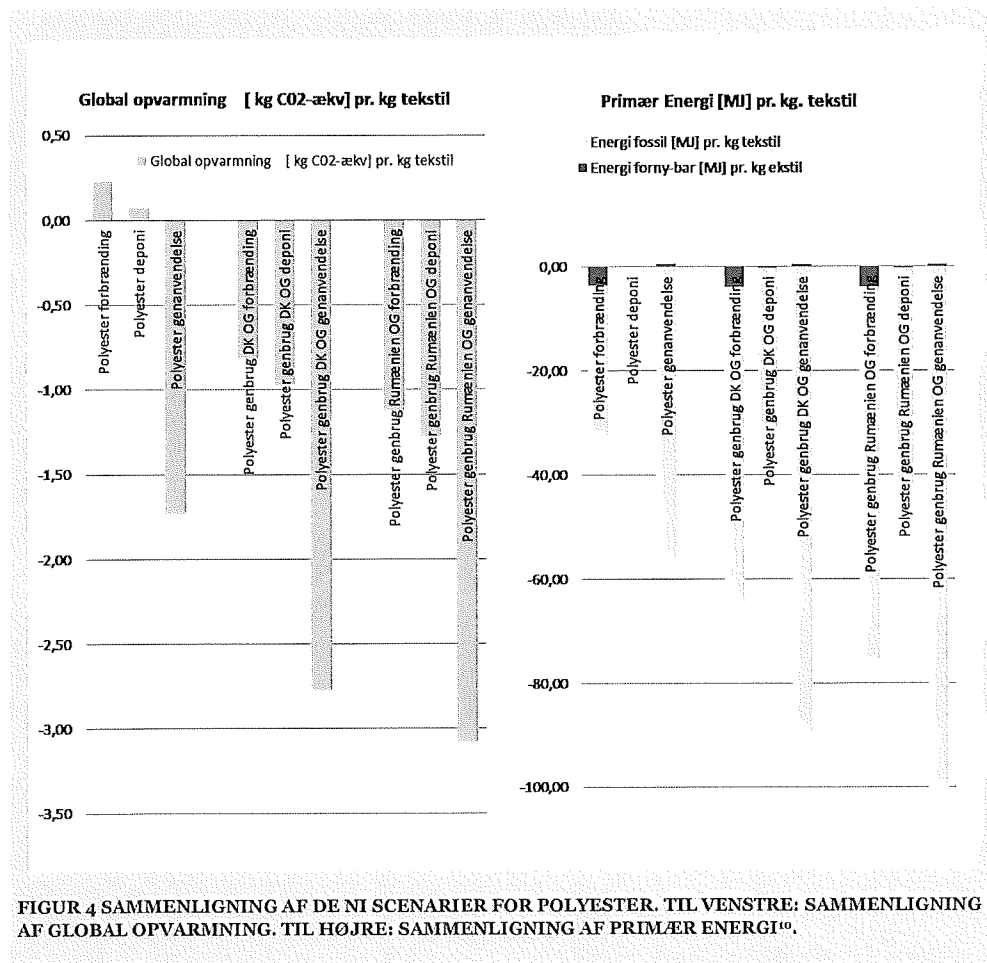 Global opvarmning [ kg C02-ækv] pr. kg tekstil
0,50
0,00
-0,50
-1,00
-1,50
-2,00
-2,50
-3,00
-3,50
Global opvarmning [ kg C02-ækv] pr. kg tekstil
Polyester forbrænding
Polyester deponi
Polyester genanvendelse
Polyester genbrug DK OG forbrænding
Polyester genbrug DK OG deponi
Polyester genbrug DK OG genanvendelse
Polyester genbrug Rumænien OG forbrænding
Polyester genbrug Rumænien OG deponi
Polyester genbrug Rumænien OG genanvendelse
Primær Energi [MJ] pr. kg. tekstil
Energi fossil [MJ] pr. kg tekstil
Energi forny-bar [MJ] pr. kg ekstil
0,00
-20,00
-40,00
-60,00
-80,00
-100,00
Polyester forbrænding
Polyester deponi
Polyester genanvendelse
Polyester genbrug DK OG forbrænding
Polyester genbrug DK OG deponi
Polyester genbrug DK OG genanvendelse
Polyester genbrug Rumænien OG forbrænding
Polyester genbrug Rumænien OG deponi
Polyester genbrug Rumænien OG genanvendelse
FIGUR 4 SAMMENLIGNING AF DE NI SCENARIER FOR POLYESTER. TIL VENSTRE: SAMMENLIGNING
AF GLOBAL OPVARMNING. TIL HØJRE: SAMMENLIGNING AF PRIMÆR ENERGI¹⁰.